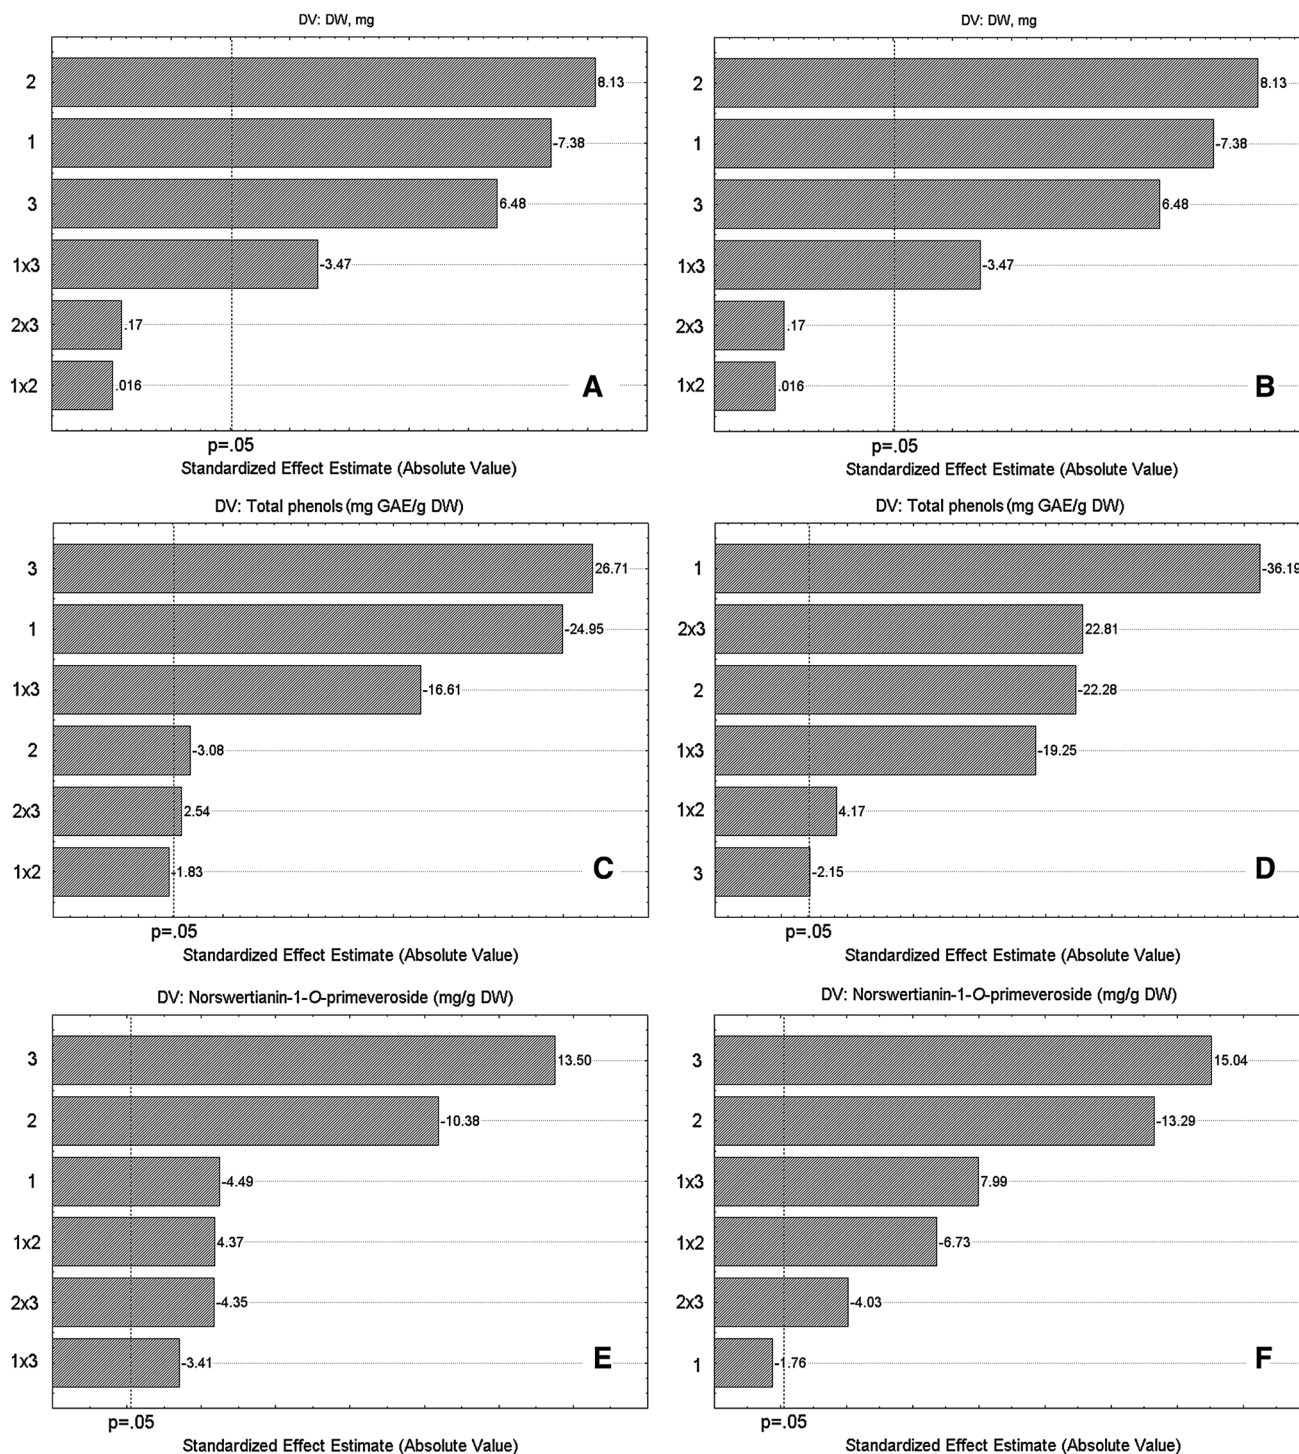 DV: DW, mg
2
8.13
1
-7.38
3
6.48
1x3
-3.47
2x3
.17
1x2
.016
A
p=.05
Standardized Effect Estimate (Absolute Value)
DV: DW, mg
2
8.13
1
-7.38
3
6.48
1x3
-3.47
2x3
.17
1x2
.016
B
p=.05
Standardized Effect Estimate (Absolute Value)
DV: Total phenols (mg GAE/g DW)
3
26.71
1
-24.95
1x3
-16.61
2
-3.08
2x3
2.54
1x2
-1.83
C
p=.05
Standardized Effect Estimate (Absolute Value)
DV: Total phenols (mg GAE/g DW)
1
-36.19
2x3
22.81
2
-22.28
1x3
-19.25
1x2
4.17
3
-2.15
D
p=.05
Standardized Effect Estimate (Absolute Value)
DV: Norswertianin-1-O-primeveroside (mg/g DW)
3
13.50
2
-10.38
1
-4.49
1x2
4.37
2x3
-4.35
1x3
-3.41
E
p=.05
Standardized Effect Estimate (Absolute Value)
DV: Norswertianin-1-O-primeveroside (mg/g DW)
3
15.04
2
-13.29
1x3
7.99
1x2
-6.73
2x3
-4.03
1
-1.76
F
p=.05
Standardized Effect Estimate (Absolute Value)